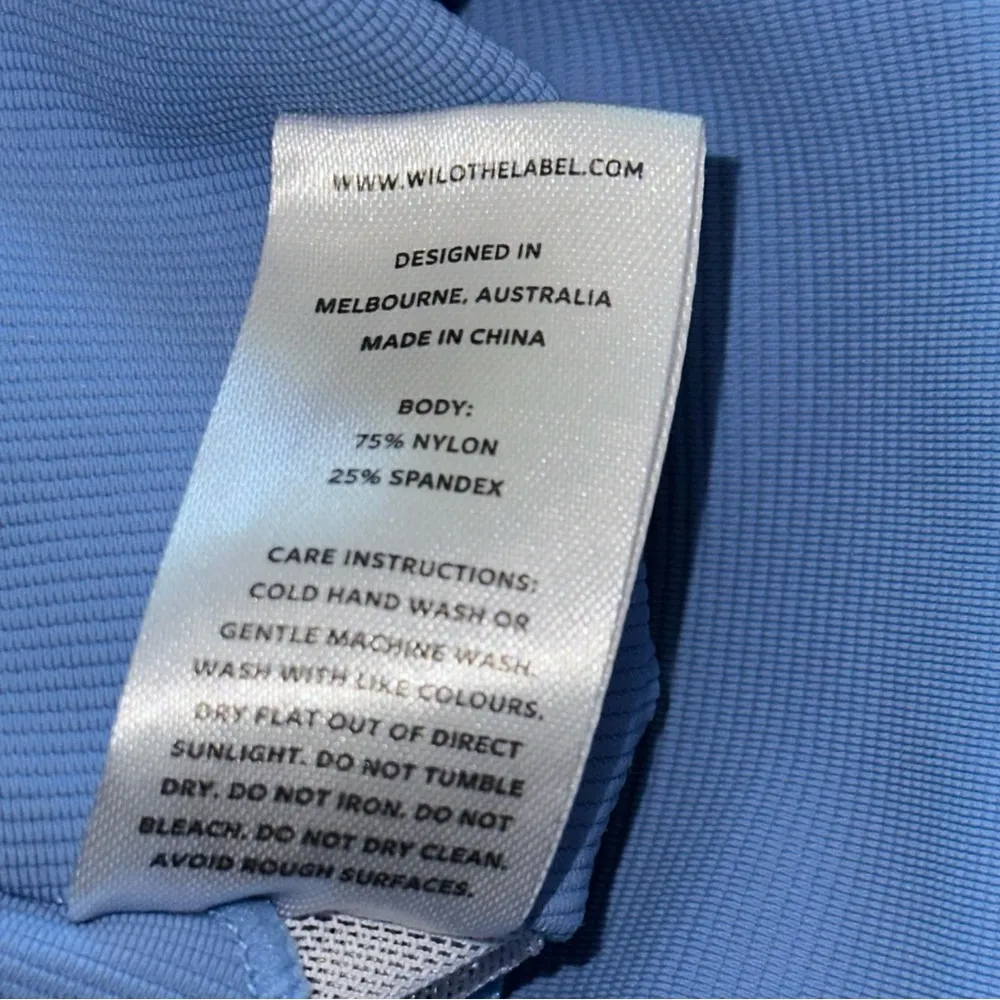 WWW.WILOTHELABEL.COM
DESIGNED IN
MELBOURNE, AUSTRALIA
MADE IN CHINA
BODY:
75% NYLON
25% SPANDEX
CARE INSTRUCTIONS:
COLD HAND WASH OR
GENTLE MACHINE WASH.
WASH WITH LIKE COLOURS.
DRY FLAT OUT OF DIRECT
SUNLIGHT. DO NOT TUMBLE
DRY. DO NOT IRON. DO NOT
BLEACH. DO NOT DRY CLEAN.
AVOID ROUGH SURFACES.